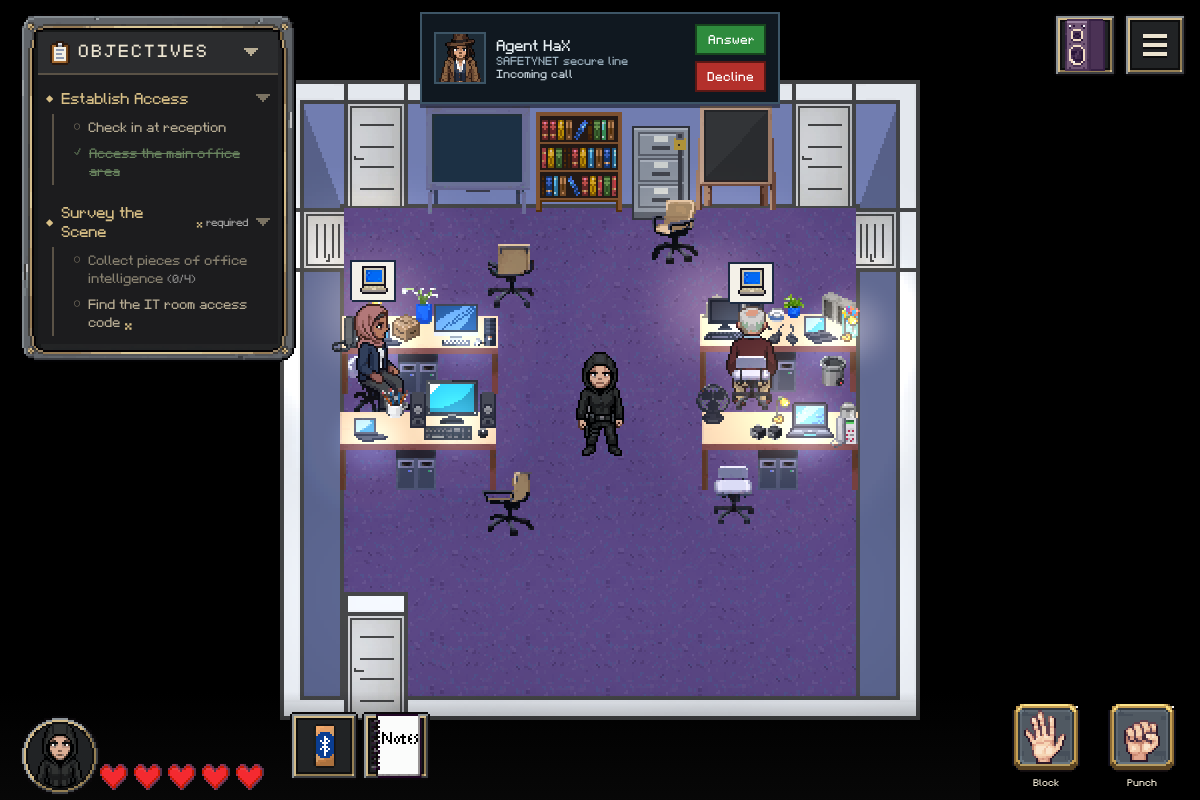 OBJECTIVES
Establish Access
Check in at reception
Access the main office
area
Survey the
Scene
x required
Collect pieces of office
intelligence (0/4)
Find the IT room access
code x
Agent HaX
SAFETYNET secure line
Incoming call
Answer
Decline
Notes
Block
Punch